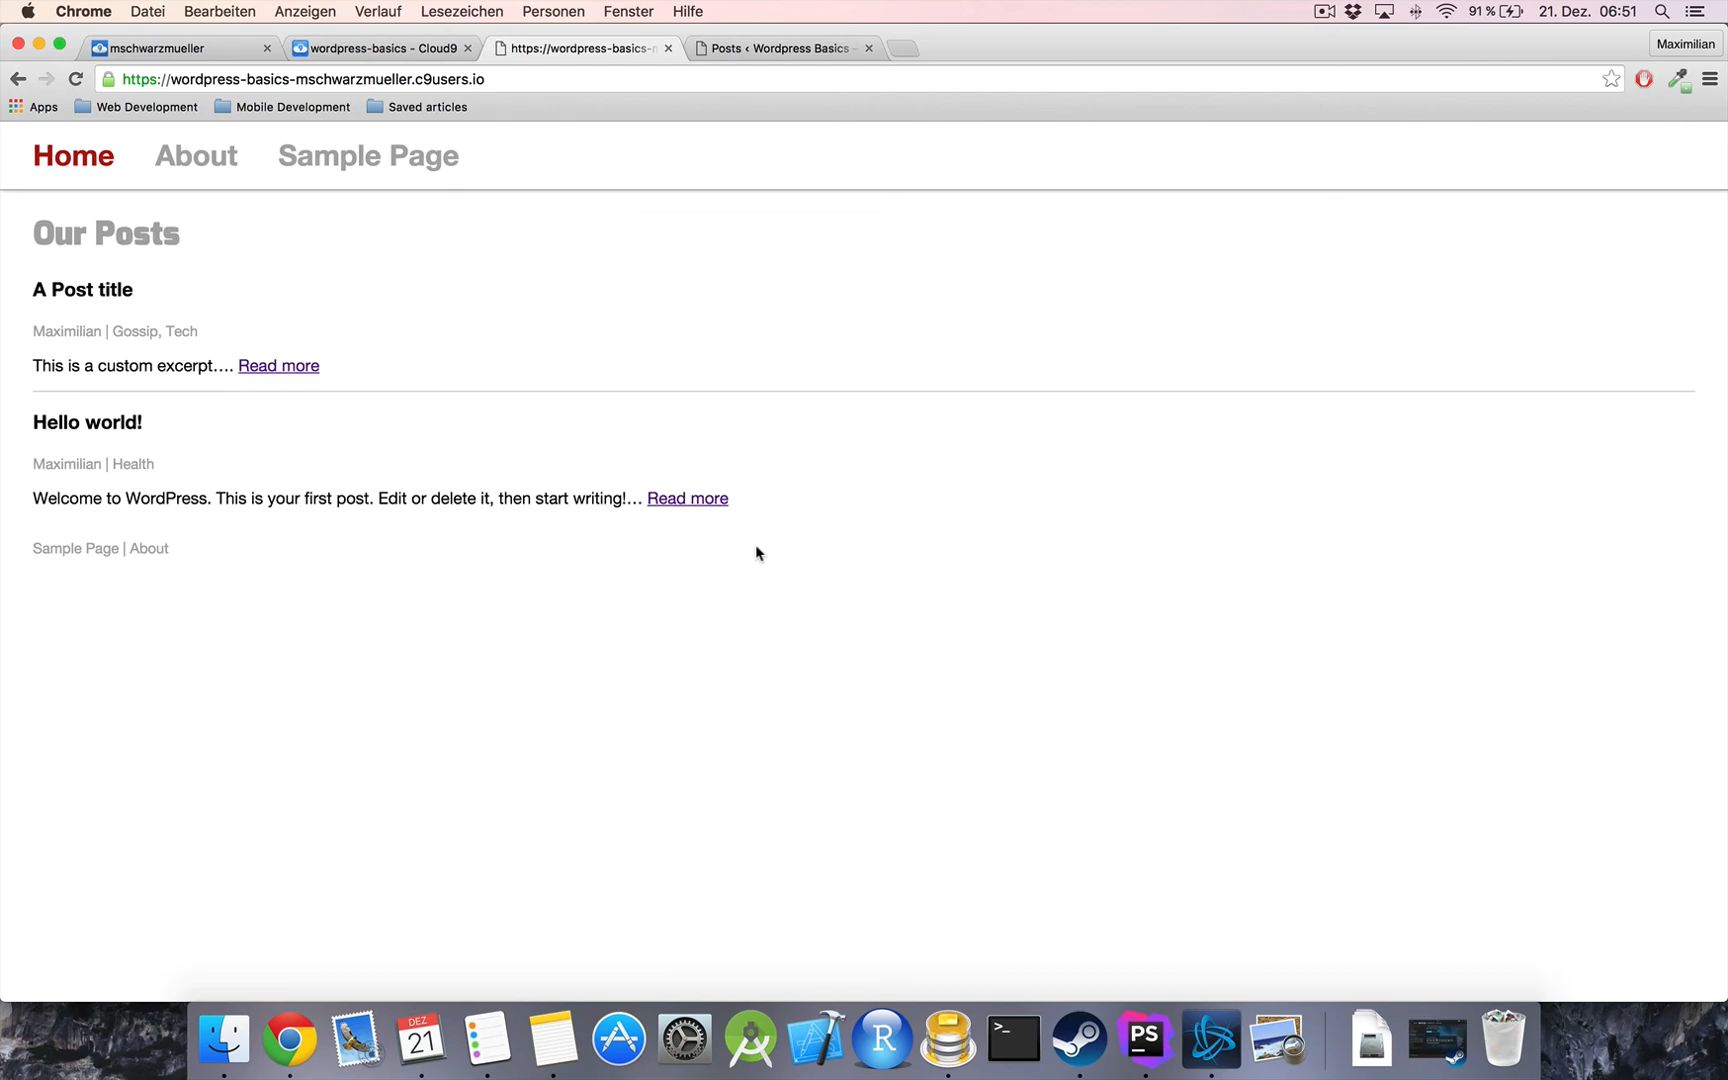 Chrome Datei Bearbeiten Anzeigen Verlauf Lesezeichen Personen Fenster Hilfe 91 % 21. Dez. 06:51
mschwarzmueller wordpress-basics - Cloud9 https://wordpress-basics- Posts ‹ Wordpress Basics Maximilian
https://wordpress-basics-mschwarzmueller.c9users.io
Apps Web Development Mobile Development Saved articles
Home About Sample Page
Our Posts
A Post title
Maximilian | Gossip, Tech
This is a custom excerpt.... Read more
Hello world!
Maximilian | Health
Welcome to WordPress. This is your first post. Edit or delete it, then start writing!... Read more
Sample Page | About
DEZ
21
R
>_
PS